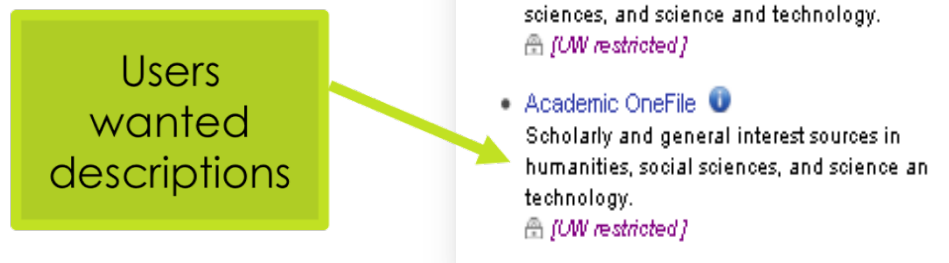 Users
wanted
descriptions
sciences, and science and technology.
[UW restricted]
Academic OneFile
Scholarly and general interest sources in
humanities, social sciences, and science an
technology.
[UW restricted]